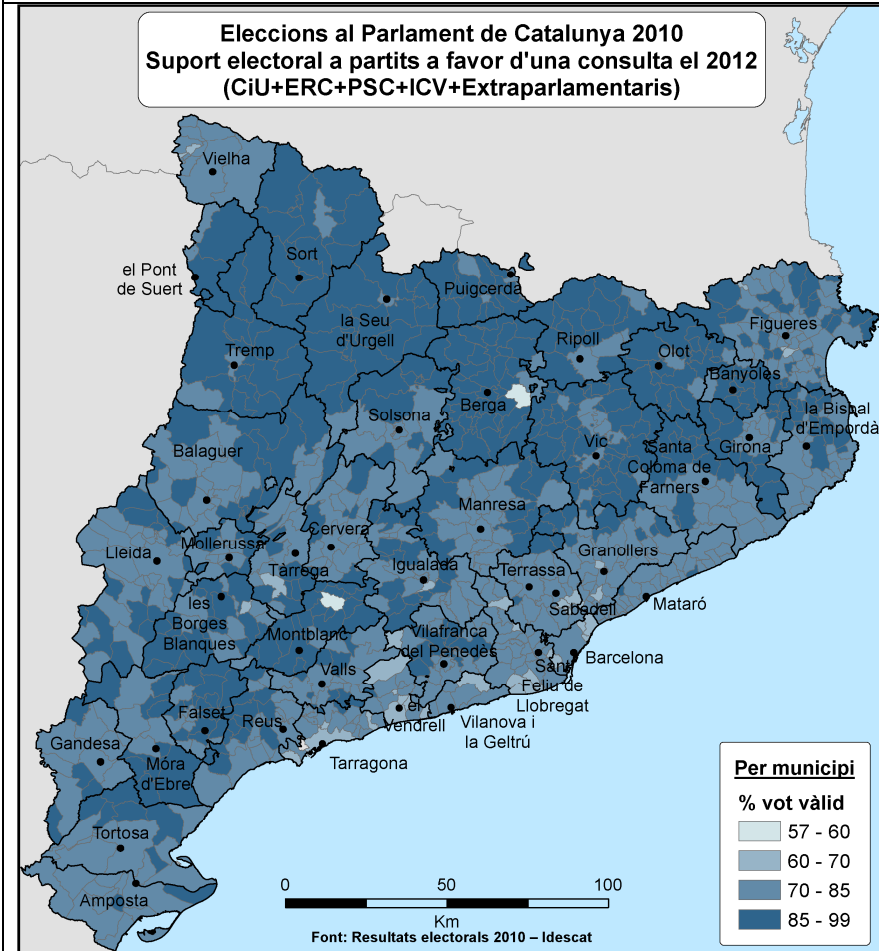 Eleccions al Parlament de Catalunya 2010
Suport electoral a partits a favor d'una consulta el 2012
(CiU+ERC+PSC+ICV+Extraparlamentaris)
Vielha
el Pont
de Suert
Sort
Puigcerdà
la Seu
d'Urgell
Tremp
Ripoll
Olot
Figueres
Banyoles
Berga
Solsona
la Bisbal
d'Empordà
Girona
Vic
Santa
Coloma de
Farners
Balaguer
Manresa
Lleida
Mollerussa
Cervera
Tàrrega
Igualada
Granollers
Terrassa
Sabadell
Mataró
les
Borges
Blanques
Montblanc
Vilafranca
del Penedès
Barcelona
Sant
Feliu de
Llobregat
Valls
el
Vendrell
Vilanova i
la Geltrú
Falset
Reus
Tarragona
Gandesa
Móra
d'Ebre
Tortosa
Amposta
Per municipi
% vot vàlid
57 - 60
60 - 70
70 - 85
85 - 99
0 50 100
Km
Font: Resultats electorals 2010 – Idescat